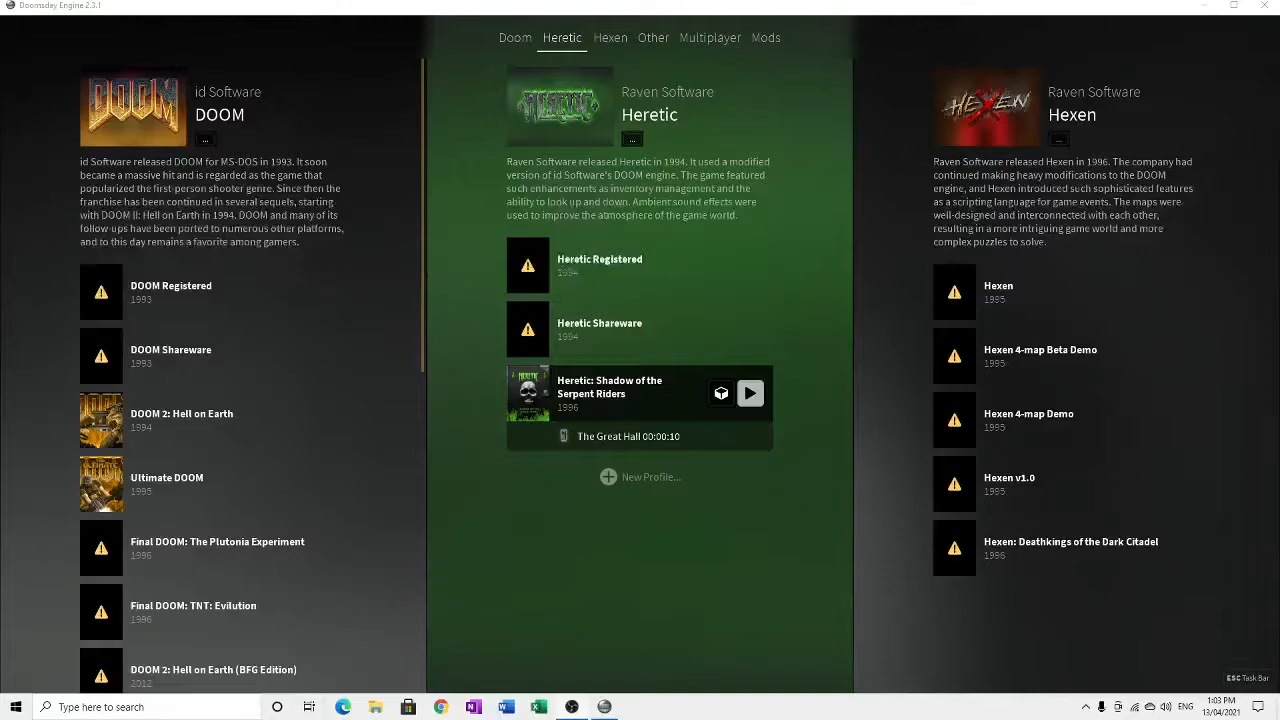 Doomsday Engine 2.3.1
Doom Heretic Hexen Other Multiplayer Mods
DOOM
id Software
DOOM
...
id Software released DOOM for MS-DOS in 1993. It soon
became a massive hit and is regarded as the game that
popularized the first-person shooter genre. Since then the
franchise has been continued in several sequels, starting
with DOOM II: Hell on Earth in 1994. DOOM and many of its
follow-ups have been ported to numerous other platforms,
and to this day remains a favorite among gamers.
DOOM Registered
1993
DOOM Shareware
1993
DOOM 2: Hell on Earth
1994
Ultimate DOOM
1995
Final DOOM: The Plutonia Experiment
1996
Final DOOM: TNT: Evilution
1996
DOOM 2: Hell on Earth (BFG Edition)
2012
HERETIC
Raven Software
Heretic
...
Raven Software released Heretic in 1994. It used a modified
version of id Software's DOOM engine. The game featured
such enhancements as inventory management and the
ability to look up and down. Ambient sound effects were
used to improve the atmosphere of the game world.
Heretic Registered
1994
Heretic Shareware
1994
HERETIC
Heretic: Shadow of the
Serpent Riders
1996
The Great Hall 00:00:10
New Profile...
HEXEN
Raven Software
Hexen
...
Raven Software released Hexen in 1996. The company had
continued making heavy modifications to the DOOM
engine, and Hexen introduced such sophisticated features
as a scripting language for game events. The maps were
well-designed and interconnected with each other,
resulting in a more intriguing game world and more
complex puzzles to solve.
Hexen
1995
Hexen 4-map Beta Demo
1995
Hexen 4-map Demo
1995
Hexen v1.0
1995
Hexen: Deathkings of the Dark Citadel
1996
ESC Task Bar
Type here to search
1:03 PM
13/04/2021